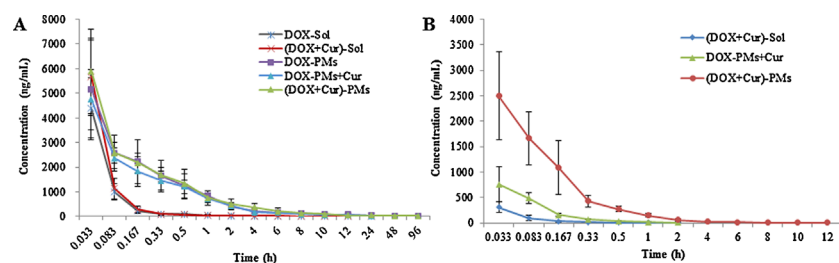 A
Concentration (ng/mL)
8000
7000
6000
5000
4000
3000
2000
1000
0
DOX-Sol
(DOX+Cur)-Sol
DOX-PMs
DOX-PMs+Cur
(DOX+Cur)-PMs
0.033 0.083 0.167 0.33 0.5 1 2 4 6 8 10 12 24 48 96
Time (h)
B
Concentration (ng/mL)
4000
3500
3000
2500
2000
1500
1000
500
0
(DOX+Cur)-Sol
DOX-PMs+Cur
(DOX+Cur)-PMs
0.033 0.083 0.167 0.33 0.5 1 2 4 6 8 10 12
Time (h)